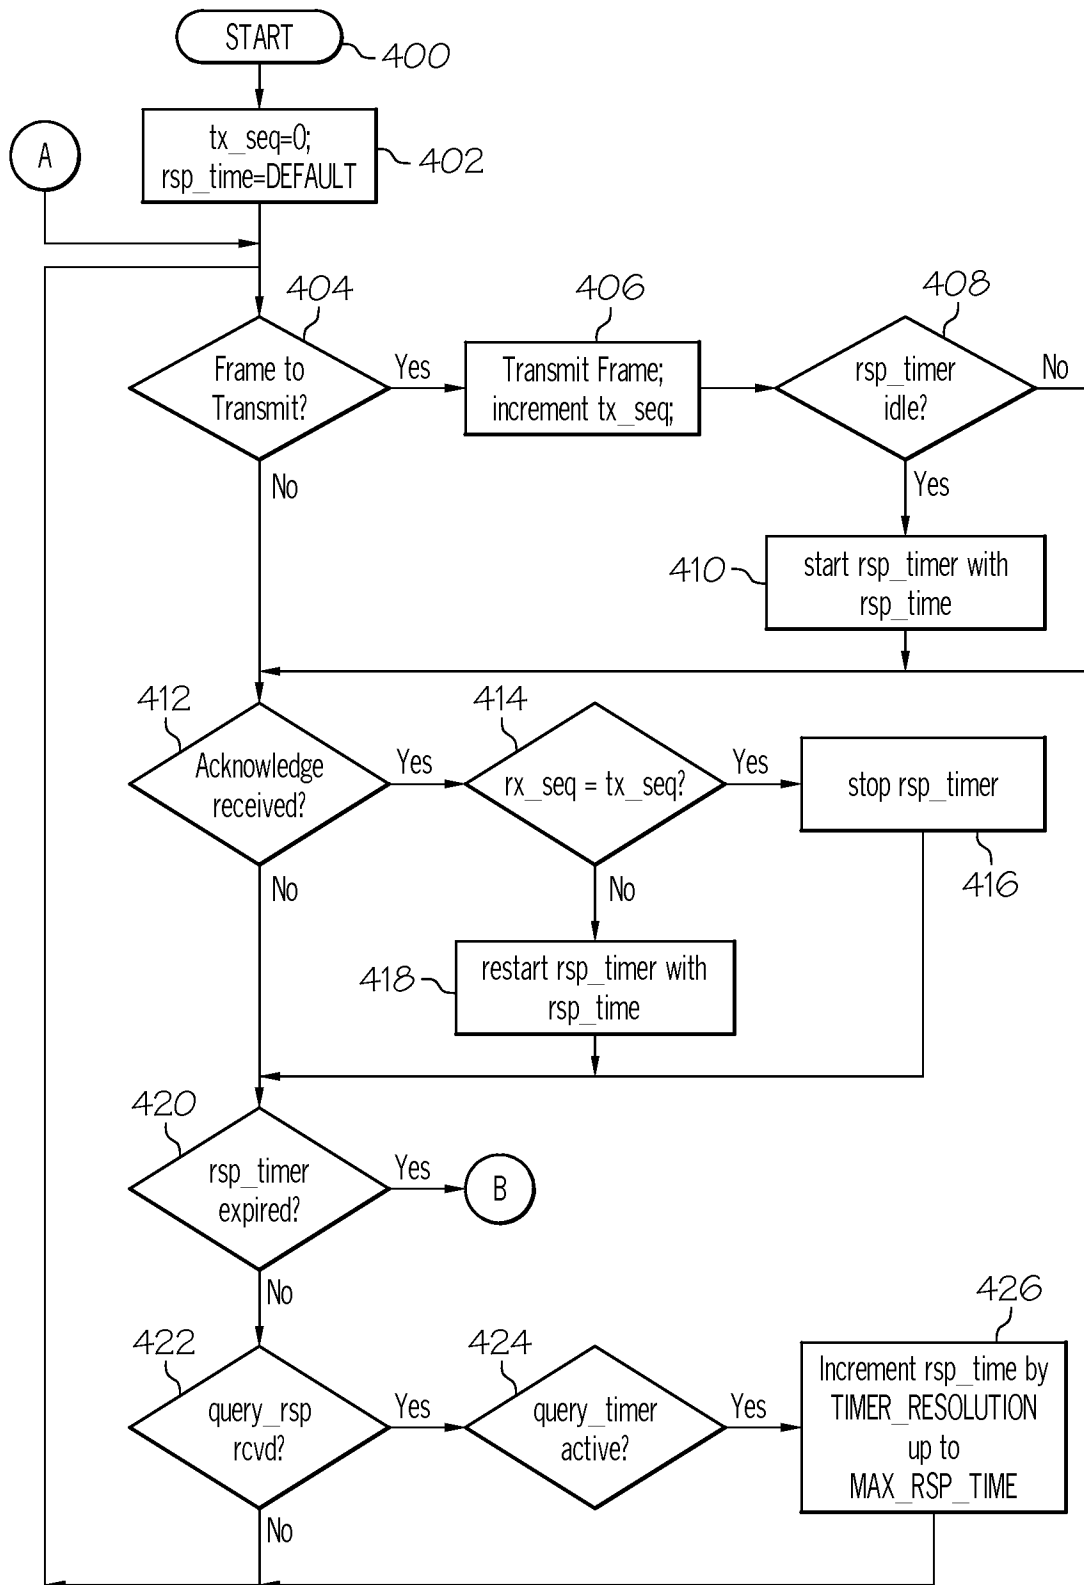 START
400
tx_seq=0;
rsp_time=DEFAULT
402
A
404
Frame to
Transmit?
Yes
No
406
Transmit Frame;
increment tx_seq;
408
rsp_timer
idle?
No
Yes
410
start rsp_timer with
rsp_time
412
Acknowledge
received?
Yes
No
414
rx_seq = tx_seq?
Yes
No
stop rsp_timer
416
418
restart rsp_timer with
rsp_time
420
rsp_timer
expired?
Yes
B
No
422
query_rsp
rcvd?
Yes
No
424
query_timer
active?
Yes
426
Increment rsp_time by
TIMER_RESOLUTION
up to
MAX_RSP_TIME